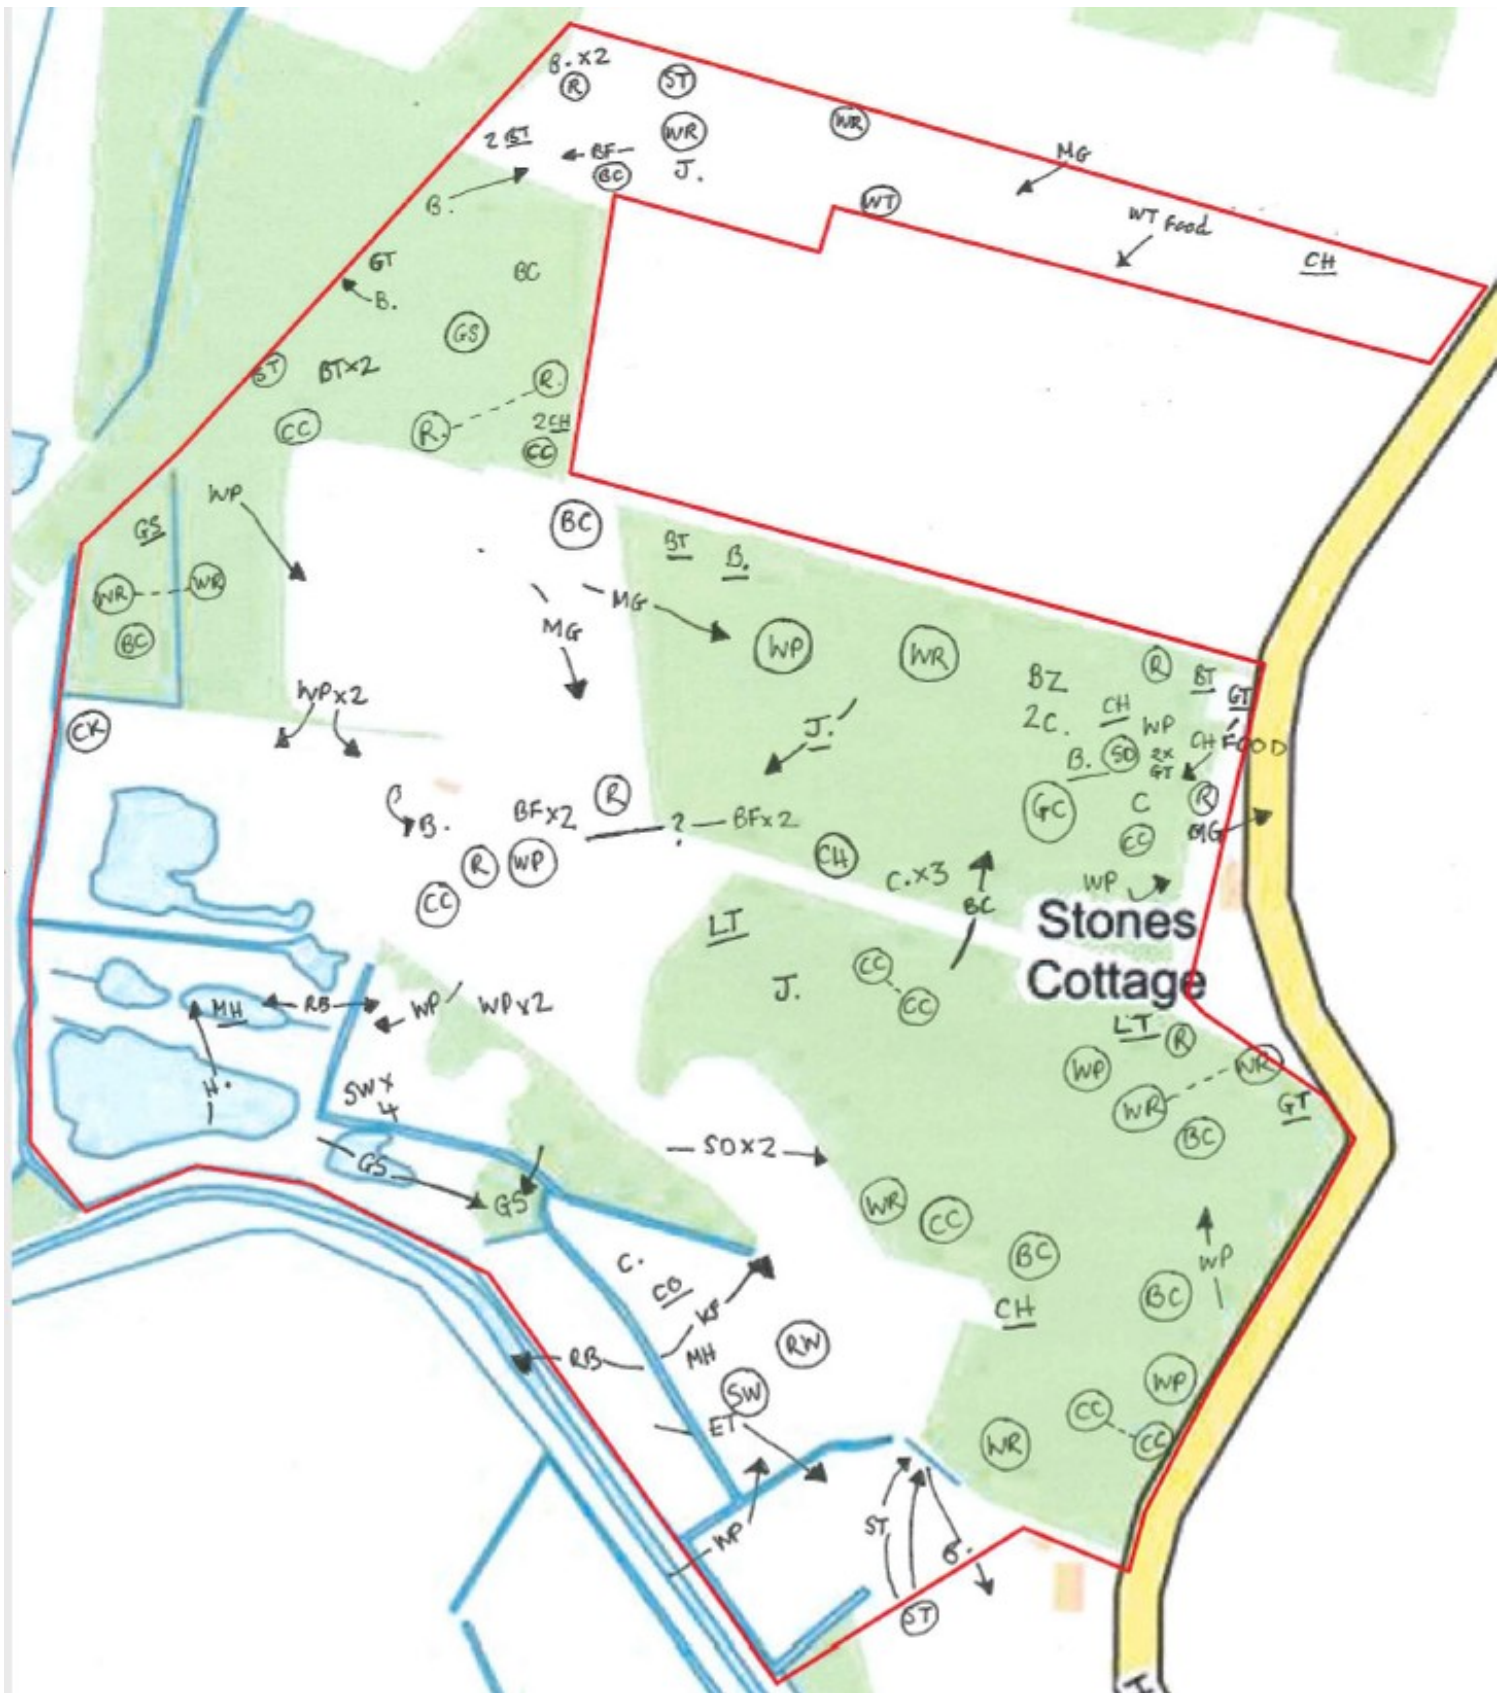 B. x2
R
ST
WR
WR
2 BT
BF
BC
J.
MG
B.
WT
WT Food
CH
GT
BC
B.
GS
ST
BTx2
R.
CC
R.
2CH
CC
WP
BC
GS
BT
B.
WR
WR
MG
MG
BC
WP
WR
R
BZ
BT
GT
WPx2
2C.
CH
WP
CK
J.
CH FOOD
B.
SD
2x
GT
R
BFx2
R
GC
C
B.
?
BFx2
MG
CC
R
WP
CH
C.x3
WP
CC
BC
Stones
LT
Cottage
CC
J.
MH
RB
WP
WPx2
CC
LT
R
WP
WR
H.
SWx
4
WR
GT
BC
SDx2
GS
GS
WR
CC
C.
BC
WP
CO
BC
KF
CH
RB
MH
RW
WP
SW
CC
ET
WR
CC
ST
WP
ST